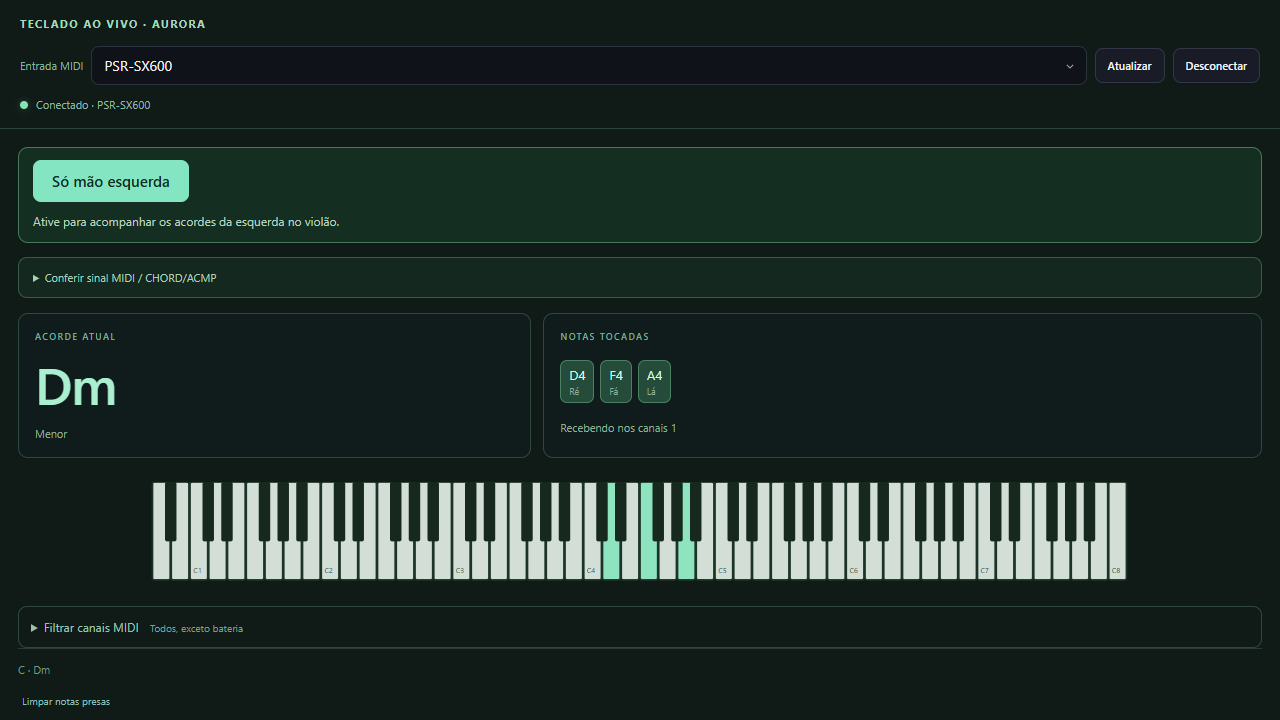 TECLADO AO VIVO · AURORA
Entrada MIDI
PSR-SX600
Atualizar
Desconectar
Conectado · PSR-SX600
Só mão esquerda
Ative para acompanhar os acordes da esquerda no violão.
▶ Conferir sinal MIDI / CHORD/ACMP
ACORDE ATUAL
Dm
Menor
NOTAS TOCADAS
D4 F4 A4
Ré Fá Lá
Recebendo nos canais 1
C1 C2 C3 C4 C5 C6 C7 C8
▶ Filtrar canais MIDI Todos, exceto bateria
C · Dm
Limpar notas presas